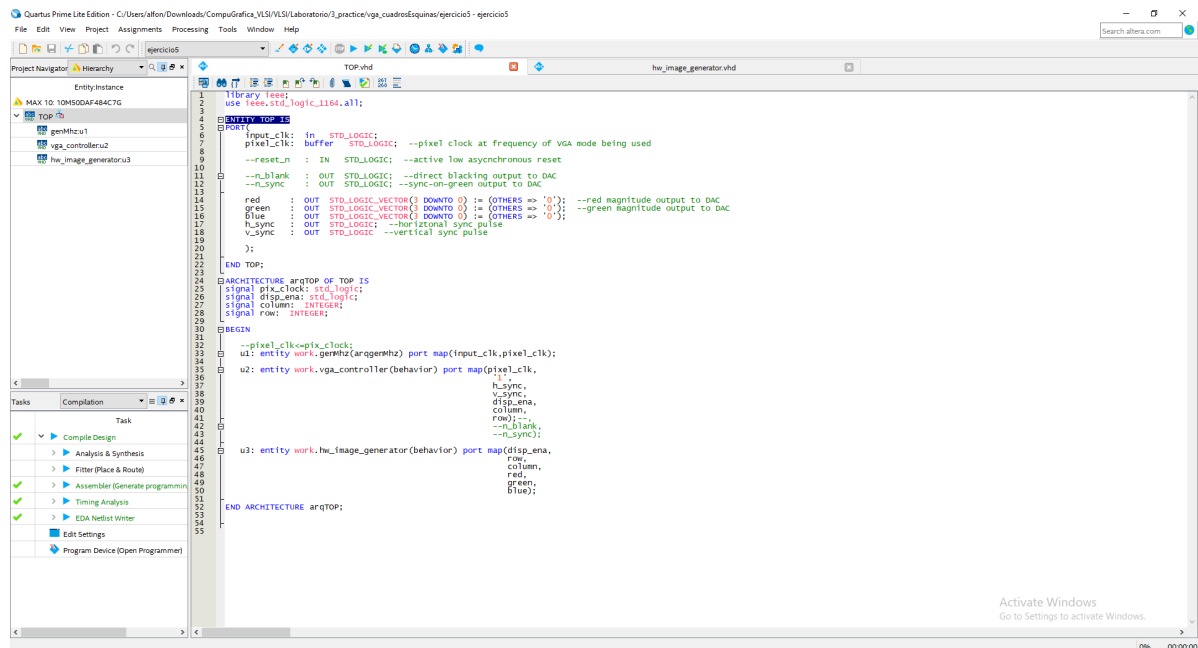 Quartus Prime Lite Edition - C:/Users/alfon/Downloads/CompuGrafica_VLSI/VLSI/Laboratorio/3_practice/vga_cuadrosEsquinas/ejercicio5 - ejercicio5
File Edit View Project Assignments Processing Tools Window Help
Search altera.com
ejercicio5
Project Navigator Hierarchy
TOP.vhd
hw_image_generator.vhd
Entity:Instance
MAX 10: 10M50DAF484C7G
TOP
genMhz:u1
vga_controller:u2
hw_image_generator:u3
267
268
1 library ieee;
2 use ieee.std_logic_1164.all;
3
4 ENTITY TOP IS
5 PORT(
6 input_clk: in STD_LOGIC;
7 pixel_clk: buffer STD_LOGIC; --pixel clock at frequency of VGA mode being used
8
9 --reset_n : IN STD_LOGIC; --active low asycnchronous reset
10
11 --n_blank : OUT STD_LOGIC; --direct blacking output to DAC
12 --n_sync : OUT STD_LOGIC; --sync-on-green output to DAC
13
14 red : OUT STD_LOGIC_VECTOR(3 DOWNTO 0) := (OTHERS => '0'); --red magnitude output to DAC
15 green : OUT STD_LOGIC_VECTOR(3 DOWNTO 0) := (OTHERS => '0'); --green magnitude output to DAC
16 blue : OUT STD_LOGIC_VECTOR(3 DOWNTO 0) := (OTHERS => '0');
17 h_sync : OUT STD_LOGIC; --horiztonal sync pulse
18 v_sync : OUT STD_LOGIC --vertical sync pulse
19
20 );
21
22 END TOP;
23
24 ARCHITECTURE arqTOP OF TOP IS
25 signal pix_clock: std_logic;
26 signal disp_ena: std_logic;
27 signal column: INTEGER;
28 signal row: INTEGER;
29
30 BEGIN
31
32 --pixel_clk<=pix_clock;
33 u1: entity work.genMhz(arqgenMhz) port map(input_clk,pixel_clk);
34
35 u2: entity work.vga_controller(behavior) port map(pixel_clk,
36 '1',
37 h_sync,
38 v_sync,
39 disp_ena,
40 column,
41 row);--,
42 --n_blank,
43 --n_sync);
44
45 u3: entity work.hw_image_generator(behavior) port map(disp_ena,
46 row,
47 column,
48 red,
49 green,
50 blue);
51
52 END ARCHITECTURE arqTOP;
53
54
55
Tasks Compilation
Task
Compile Design
Analysis & Synthesis
Fitter (Place & Route)
Assembler (Generate programmin
Timing Analysis
EDA Netlist Writer
Edit Settings
Program Device (Open Programmer)
Activate Windows
Go to Settings to activate Windows.
0% 00:00:00